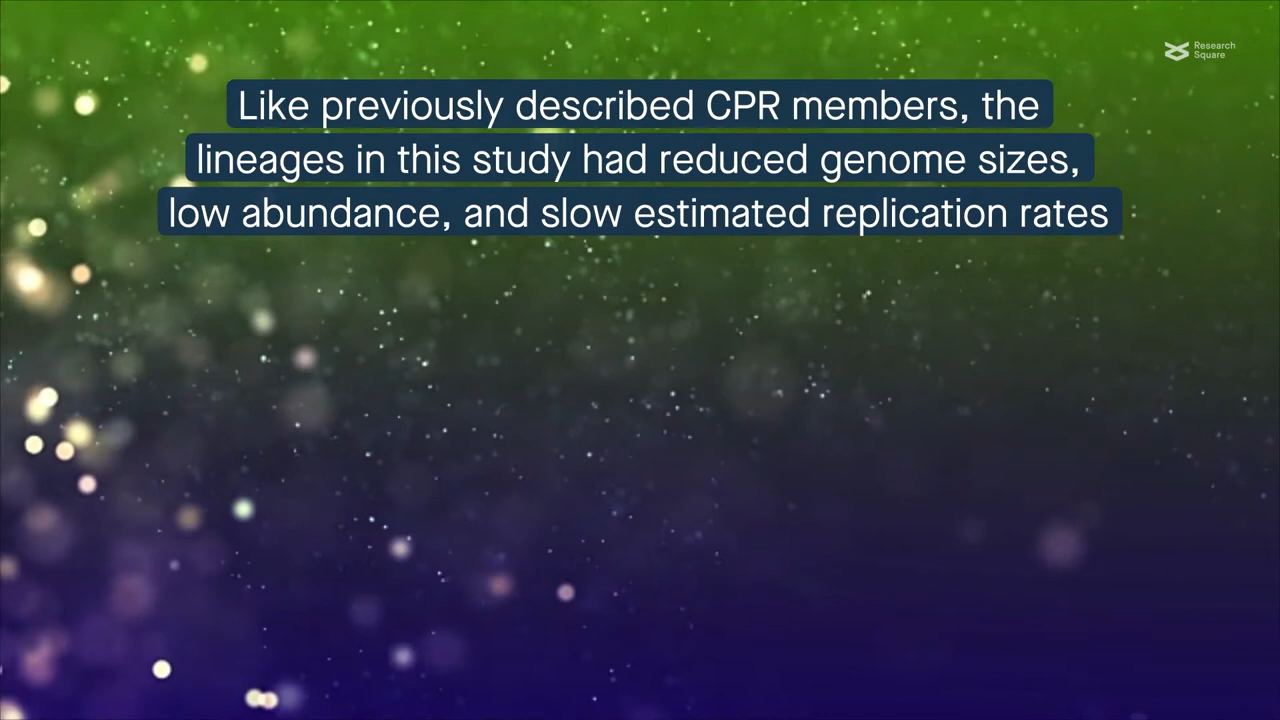 Research
Square
Like previously described CPR members, the
lineages in this study had reduced genome sizes,
low abundance, and slow estimated replication rates